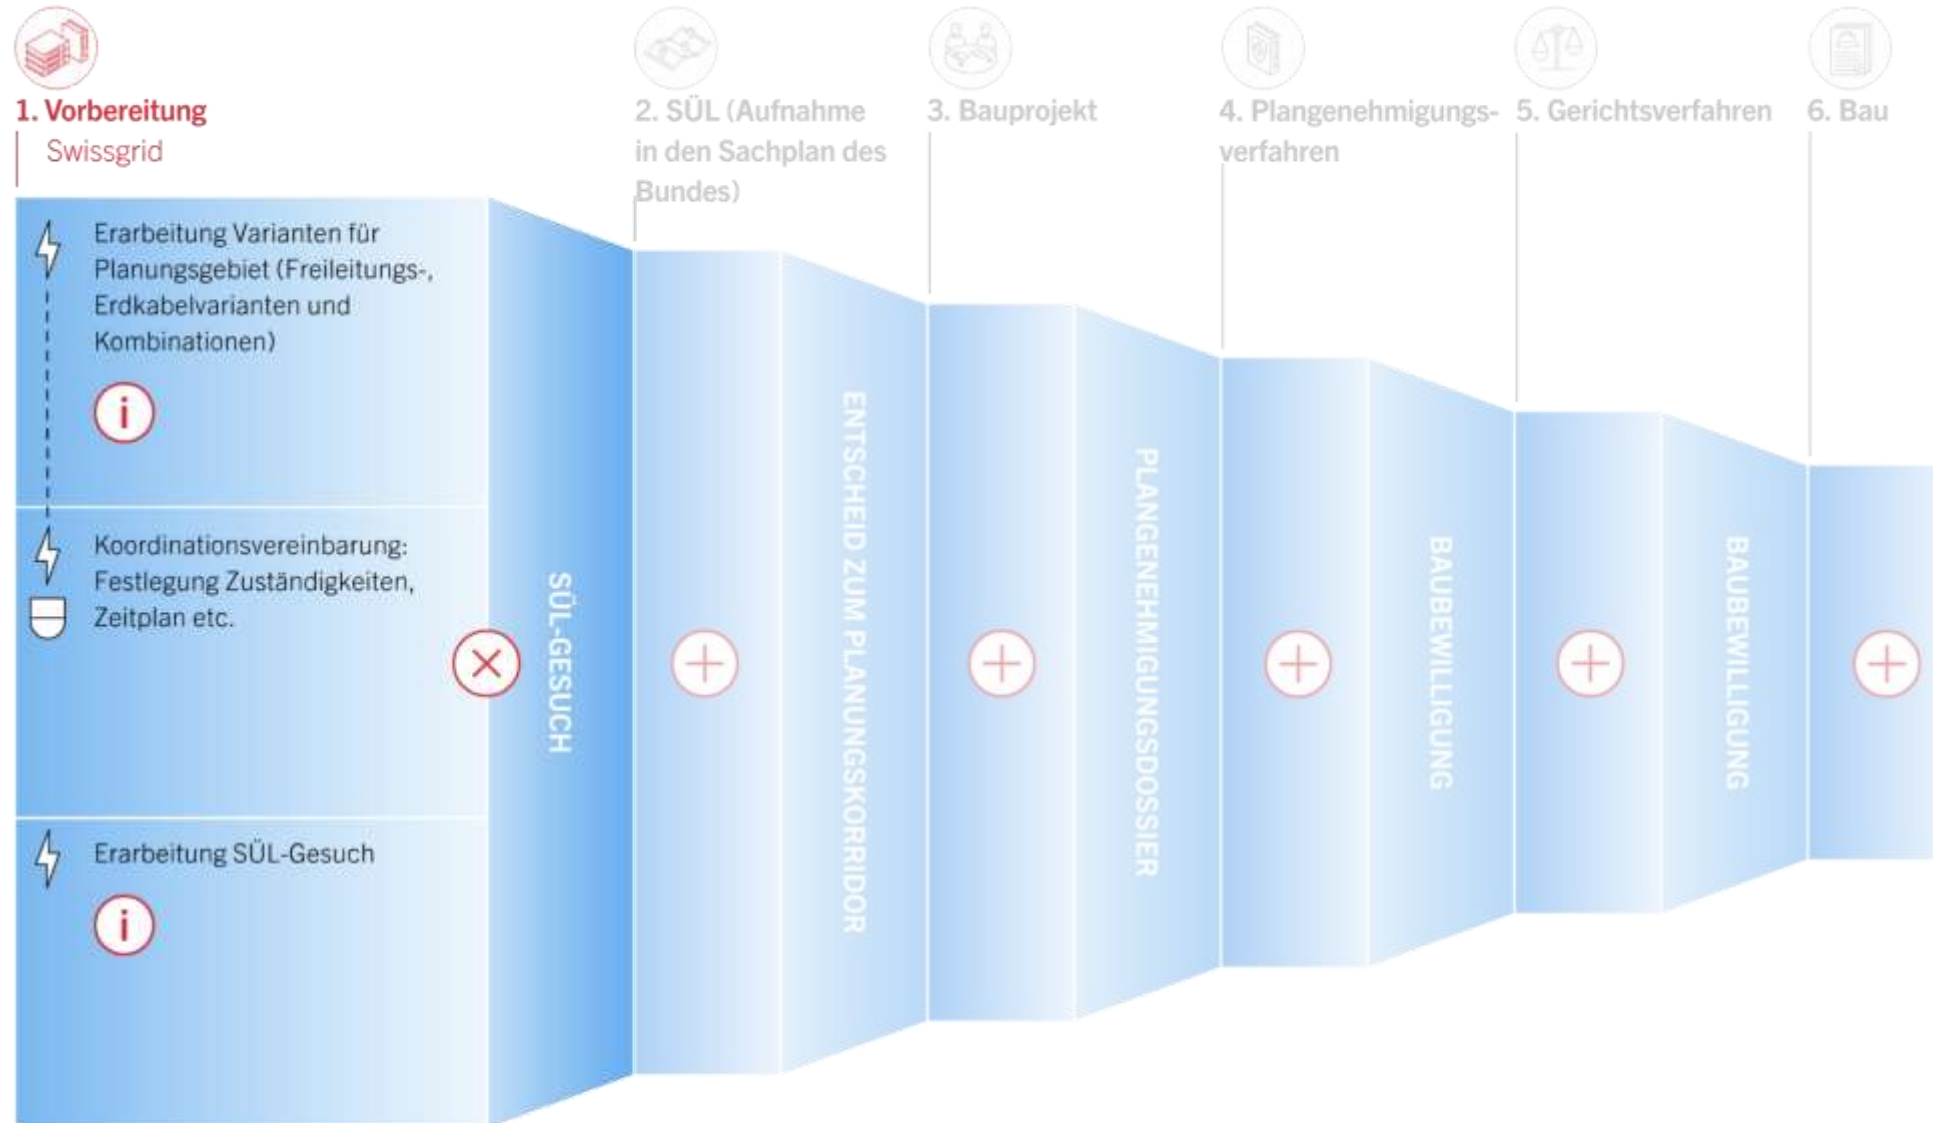 1. Vorbereitung
Swissgrid
2. SÜL (Aufnahme
in den Sachplan des
Bundes)
3. Bauprojekt
4. Plangenehmigungs-
verfahren
5. Gerichtsverfahren
6. Bau
Erarbeitung Varianten für
Planungsgebiet (Freileitungs-,
Erdkabelvarianten und
Kombinationen)
i
Koordinationsvereinbarung:
Festlegung Zuständigkeiten,
Zeitplan etc.
Erarbeitung SÜL-Gesuch
i
SÜL-GESUCH
ENTSCHEID ZUM PLANUNGSKORRIDOR
PLANGENEHMIGUNGSDOSSIER
BAUBEWILLIGUNG
BAUBEWILLIGUNG